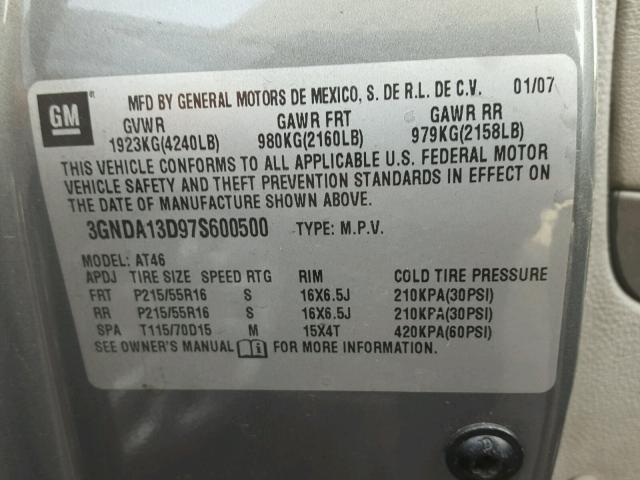 GM
MFD BY GENERAL MOTORS DE MEXICO, S. DE R.L. DE C.V. 01/07
GVWR GAWR FRT GAWR RR
1923KG(4240LB) 980KG(2160LB) 979KG(2158LB)
THIS VEHICLE CONFORMS TO ALL APPLICABLE U.S. FEDERAL MOTOR
VEHICLE SAFETY AND THEFT PREVENTION STANDARDS IN EFFECT ON
THE DATE OF MANUFACTURE SHOWN ABOVE.
3GNDA13D97S600500 TYPE: M.P.V.
MODEL: AT46
APDJ TIRE SIZE SPEED RTG RIM COLD TIRE PRESSURE
FRT P215/55R16 S 16X6.5J 210KPA(30PSI)
RR P215/55R16 S 16X6.5J 210KPA(30PSI)
SPA T115/70D15 M 15X4T 420KPA(60PSI)
SEE OWNER'S MANUAL FOR MORE INFORMATION.